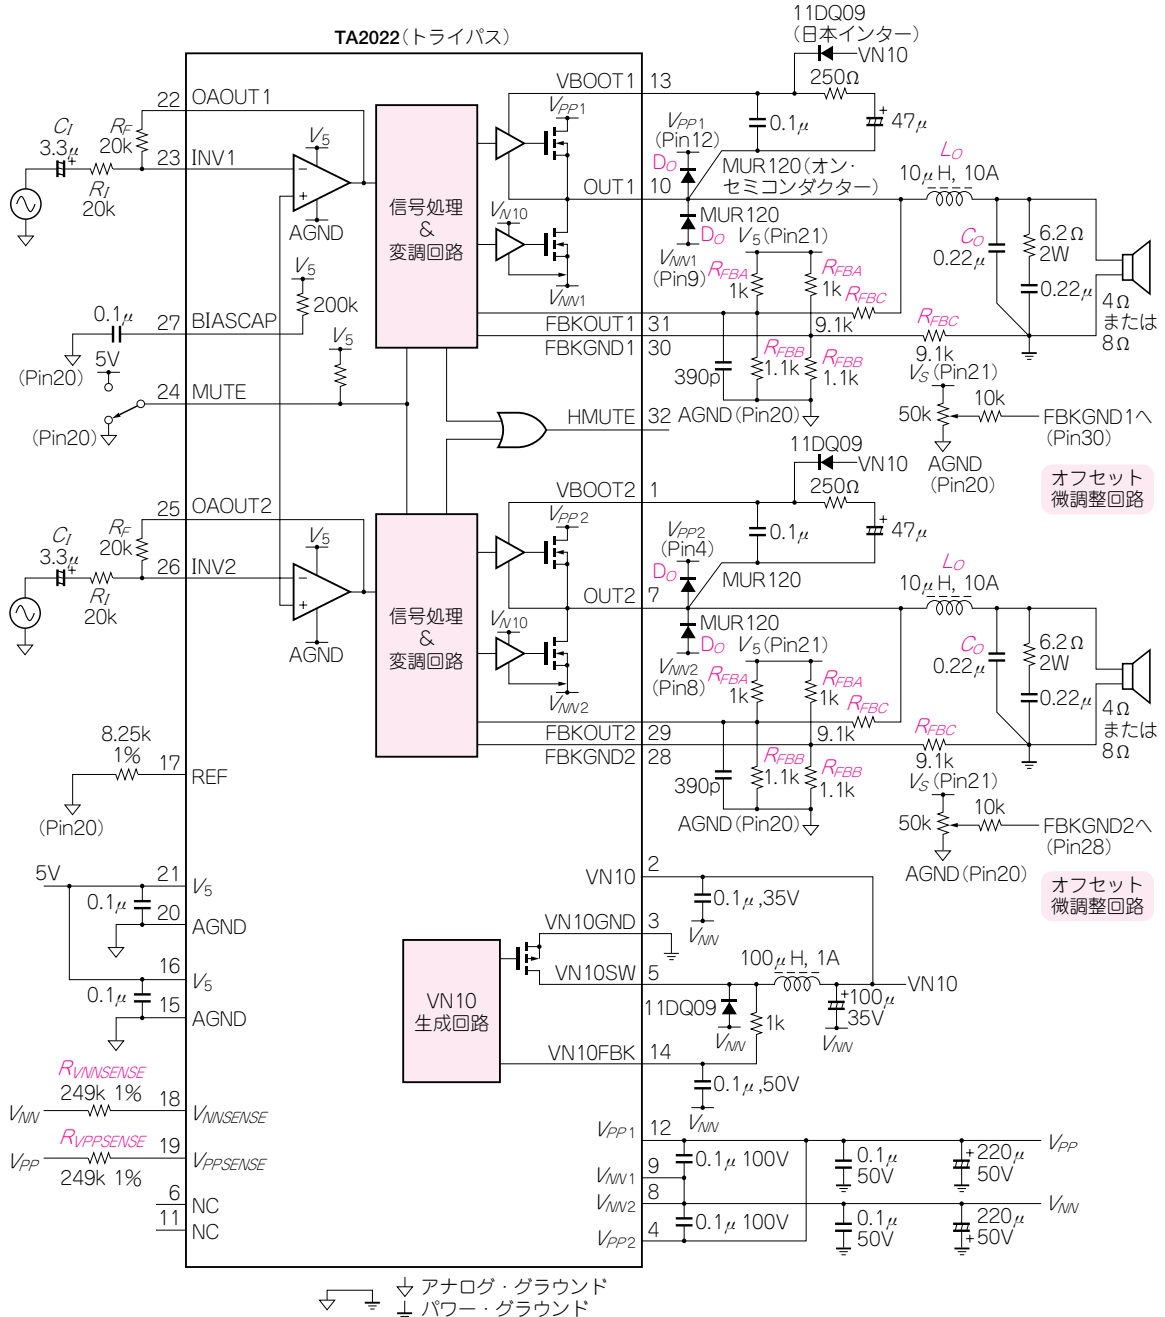 TA2022(トライパス)
11DQ09
(日本インター)
VN10
250Ω
VBOOT1 13
22 OAOUT1
VPP1
0.1μ
+
47μ
CI
3.3μ
+
RF
20k
V5
VPP1
(Pin12)
DO
23 INV1
−
+
RI
20k
MUR120(オン・
セミコンダクター)
OUT1 10
LO
10μH, 10A
信号処理
&
変調回路
VN10
MUR120
DO
AGND
V5(Pin21)
CO
0.22μ
6.2Ω
2W
V5
VNN1
VNN1
(Pin9)
RFBA
1k
RFBA
1k
RFBC
9.1k
0.22μ
4Ω
または
8Ω
200k
0.1μ
27 BIASCAP
FBKOUT1 31
FBKGND1 30
RFBC
9.1k
(Pin20)
5V
V5
390p
RFBB
1.1k
RFBB
1.1k
VS(Pin21)
24 MUTE
50k
10k
FBKGND1へ
(Pin30)
AGND(Pin20)
HMUTE 32
(Pin20)
AGND
(Pin20)
オフセット
微調整回路
11DQ09
VN10
250Ω
VBOOT2 1
25 OAOUT2
VPP2
0.1μ
+
47μ
CI
3.3μ
+
RF
20k
V5
VPP2
(Pin4)
DO
26 INV2
−
+
RI
20k
MUR120
OUT2 7
LO
10μH, 10A
信号処理
&
変調回路
VN10
MUR120
DO
AGND
V5(Pin21)
CO
0.22μ
6.2Ω
2W
VNN2
VNN2
(Pin8)
RFBA
1k
RFBA
1k
RFBC
9.1k
0.22μ
4Ω
または
8Ω
8.25k
1%
17 REF
FBKOUT2 29
FBKGND2 28
RFBC
9.1k
390p
RFBB
1.1k
RFBB
1.1k
VS(Pin21)
(Pin20)
AGND(Pin20)
50k
10k
FBKGND2へ
(Pin28)
AGND(Pin20)
オフセット
微調整回路
5V
21 V5
0.1μ
20 AGND
VN10 2
0.1μ,35V
VNN
VN10GND 3
16 V5
0.1μ
15 AGND
VN10
生成回路
VN10SW 5
100μH, 1A
VN10
11DQ09
VNN
1k
+
100μ
35V
VNN
VN10FBK 14
0.1μ,50V
VNN
RVNNSENSE
VNN
249k 1%
18 VNNSENSE
RVPPSENSE
VPP
249k 1%
19 VPPSENSE
6 NC
11 NC
VPP1 12
VPP
0.1μ 100V
0.1μ
50V
+
220μ
50V
VNN1 9
VNN2 8
VNN
0.1μ 100V
0.1μ
50V
220μ
+
50V
VPP2 4
アナログ・グラウンド
パワー・グラウンド